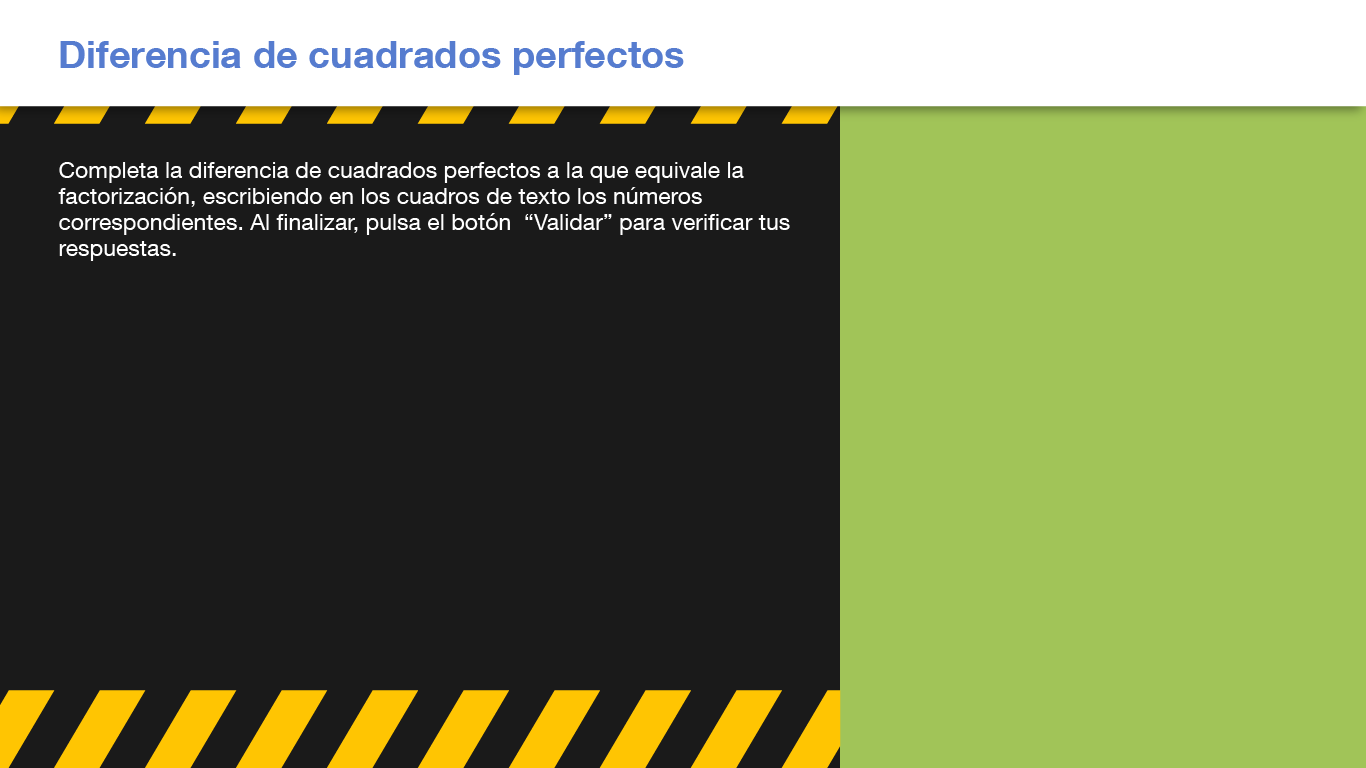 Diferencia de cuadrados perfectos
Completa la diferencia de cuadrados perfectos a la que equivale la
factorización, escribiendo en los cuadros de texto los números
correspondientes. Al finalizar, pulsa el botón  “Validar” para verificar tus
respuestas.